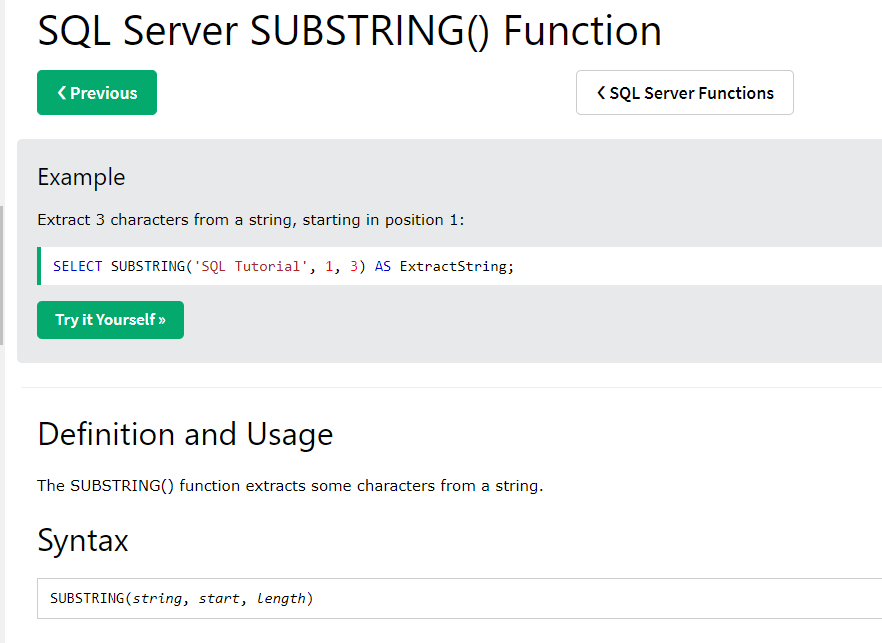 SQL Server SUBSTRING() Function
❮ Previous
❮ SQL Server Functions
Example
Extract 3 characters from a string, starting in position 1:
SELECT SUBSTRING('SQL Tutorial', 1, 3) AS ExtractString;
Try it Yourself »
Definition and Usage
The SUBSTRING() function extracts some characters from a string.
Syntax
SUBSTRING(string, start, length)